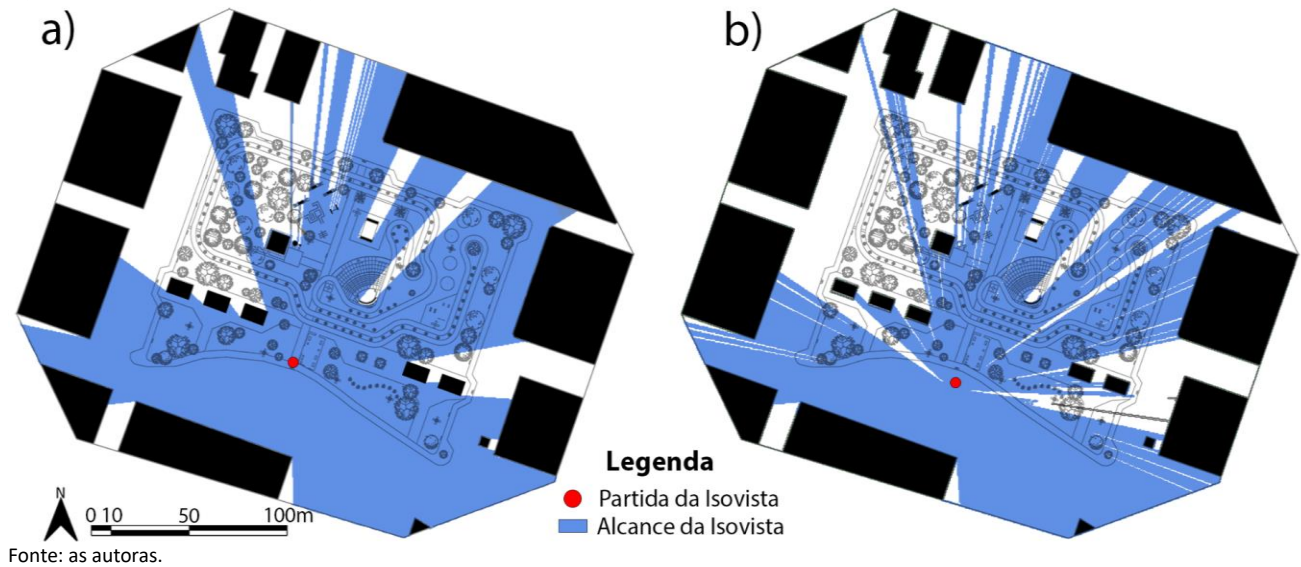 a)
b)
N
0 10 50 100m
Legenda
Partida da Isovista
Alcance da Isovista
Fonte: as autoras.